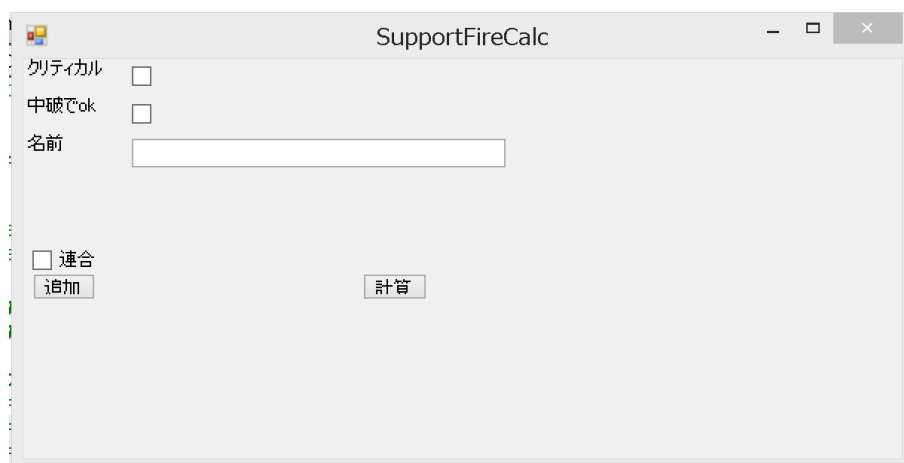 SupportFireCalc
クリティカル
中破でok
名前
連合
追加
計算